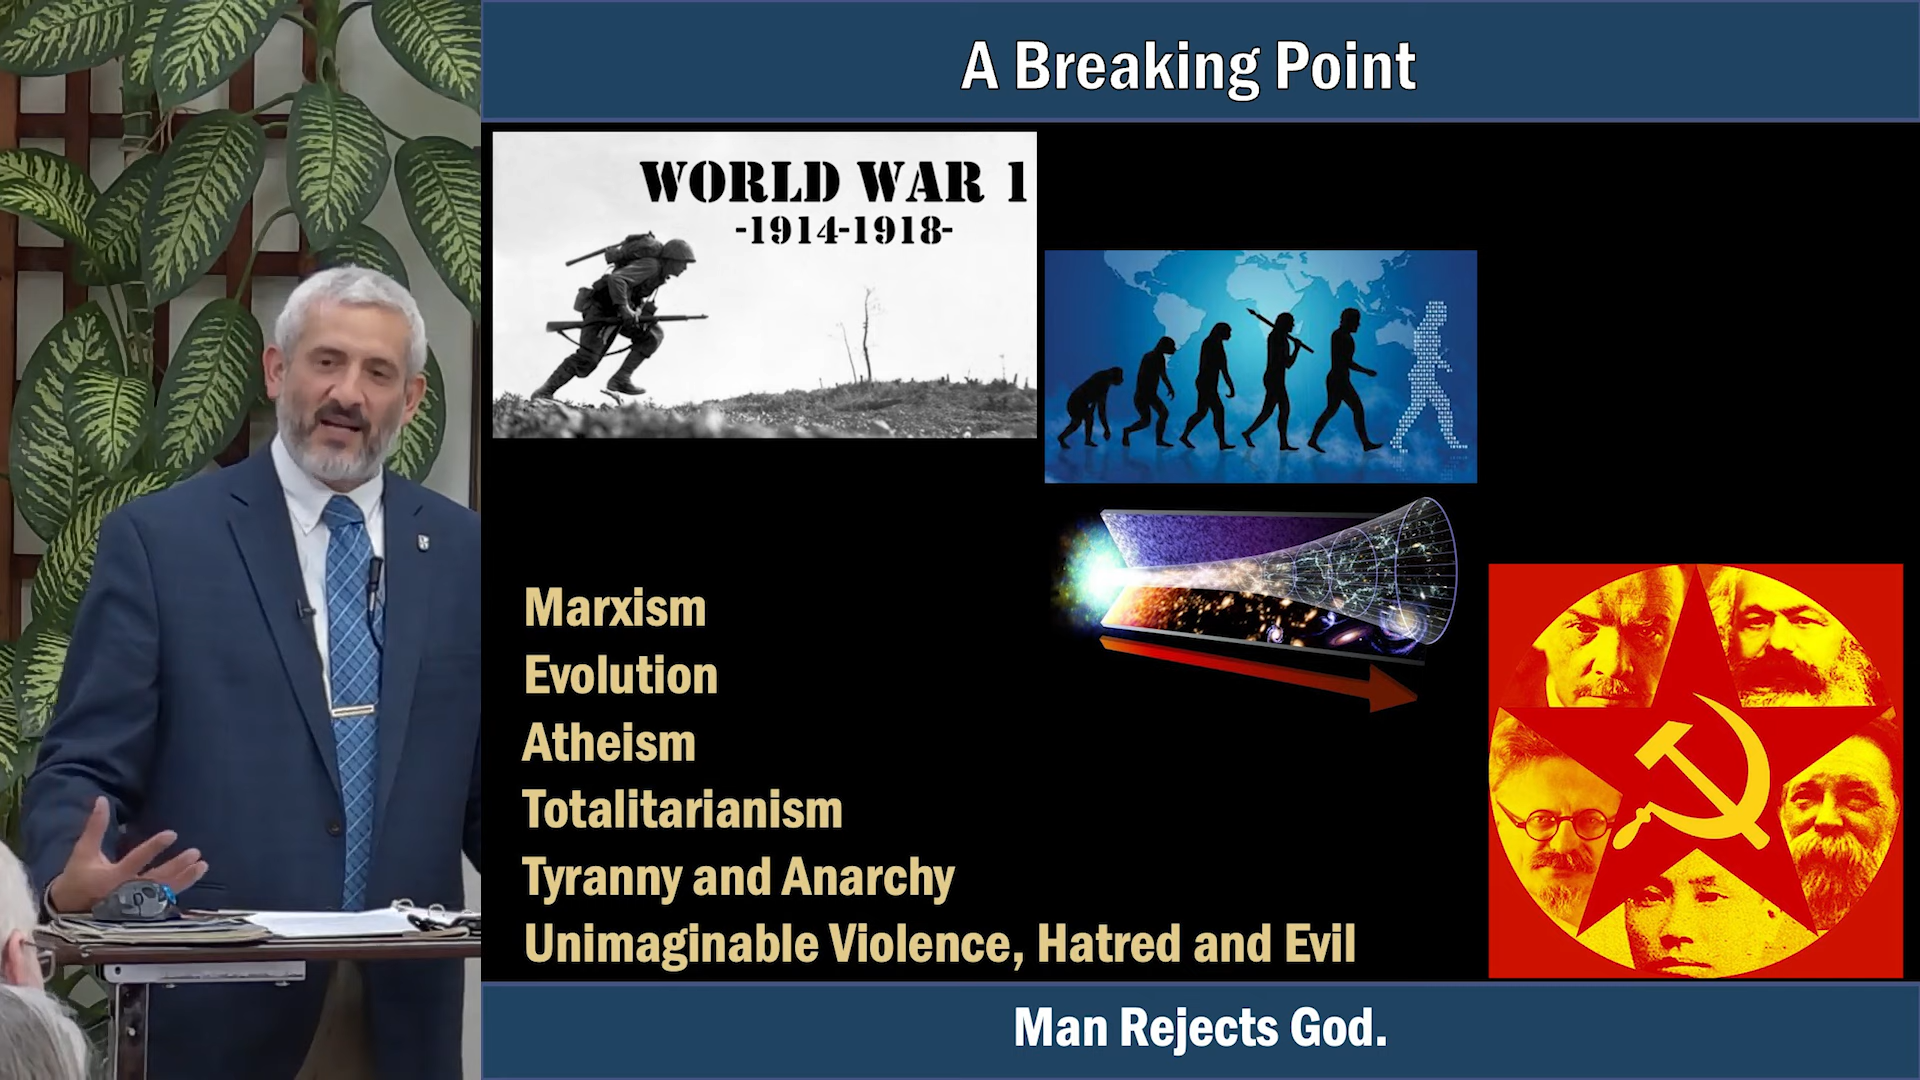 A Breaking Point
WORLD WAR 1
-1914-1918-
Marxism
Evolution
Atheism
Totalitarianism
Tyranny and Anarchy
Unimaginable Violence, Hatred and Evil
Man Rejects God.